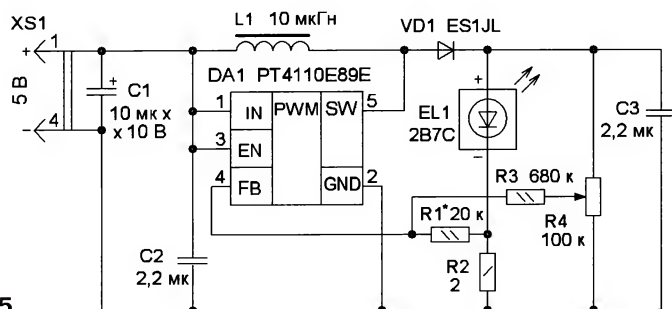 XS1
L1 10 мкГн
VD1 ES1JL
+ 1
5 В
− 4
C1
10 мк х
х 10 В
+
DA1 PT4110E89E
1 IN PWM SW 5
3 EN
4 FB GND 2
+
EL1
2B7C
−
C3
2,2 мк
R3 680 к
R1* 20 к
R4
100 к
C2
2,2 мк
R2
2
5